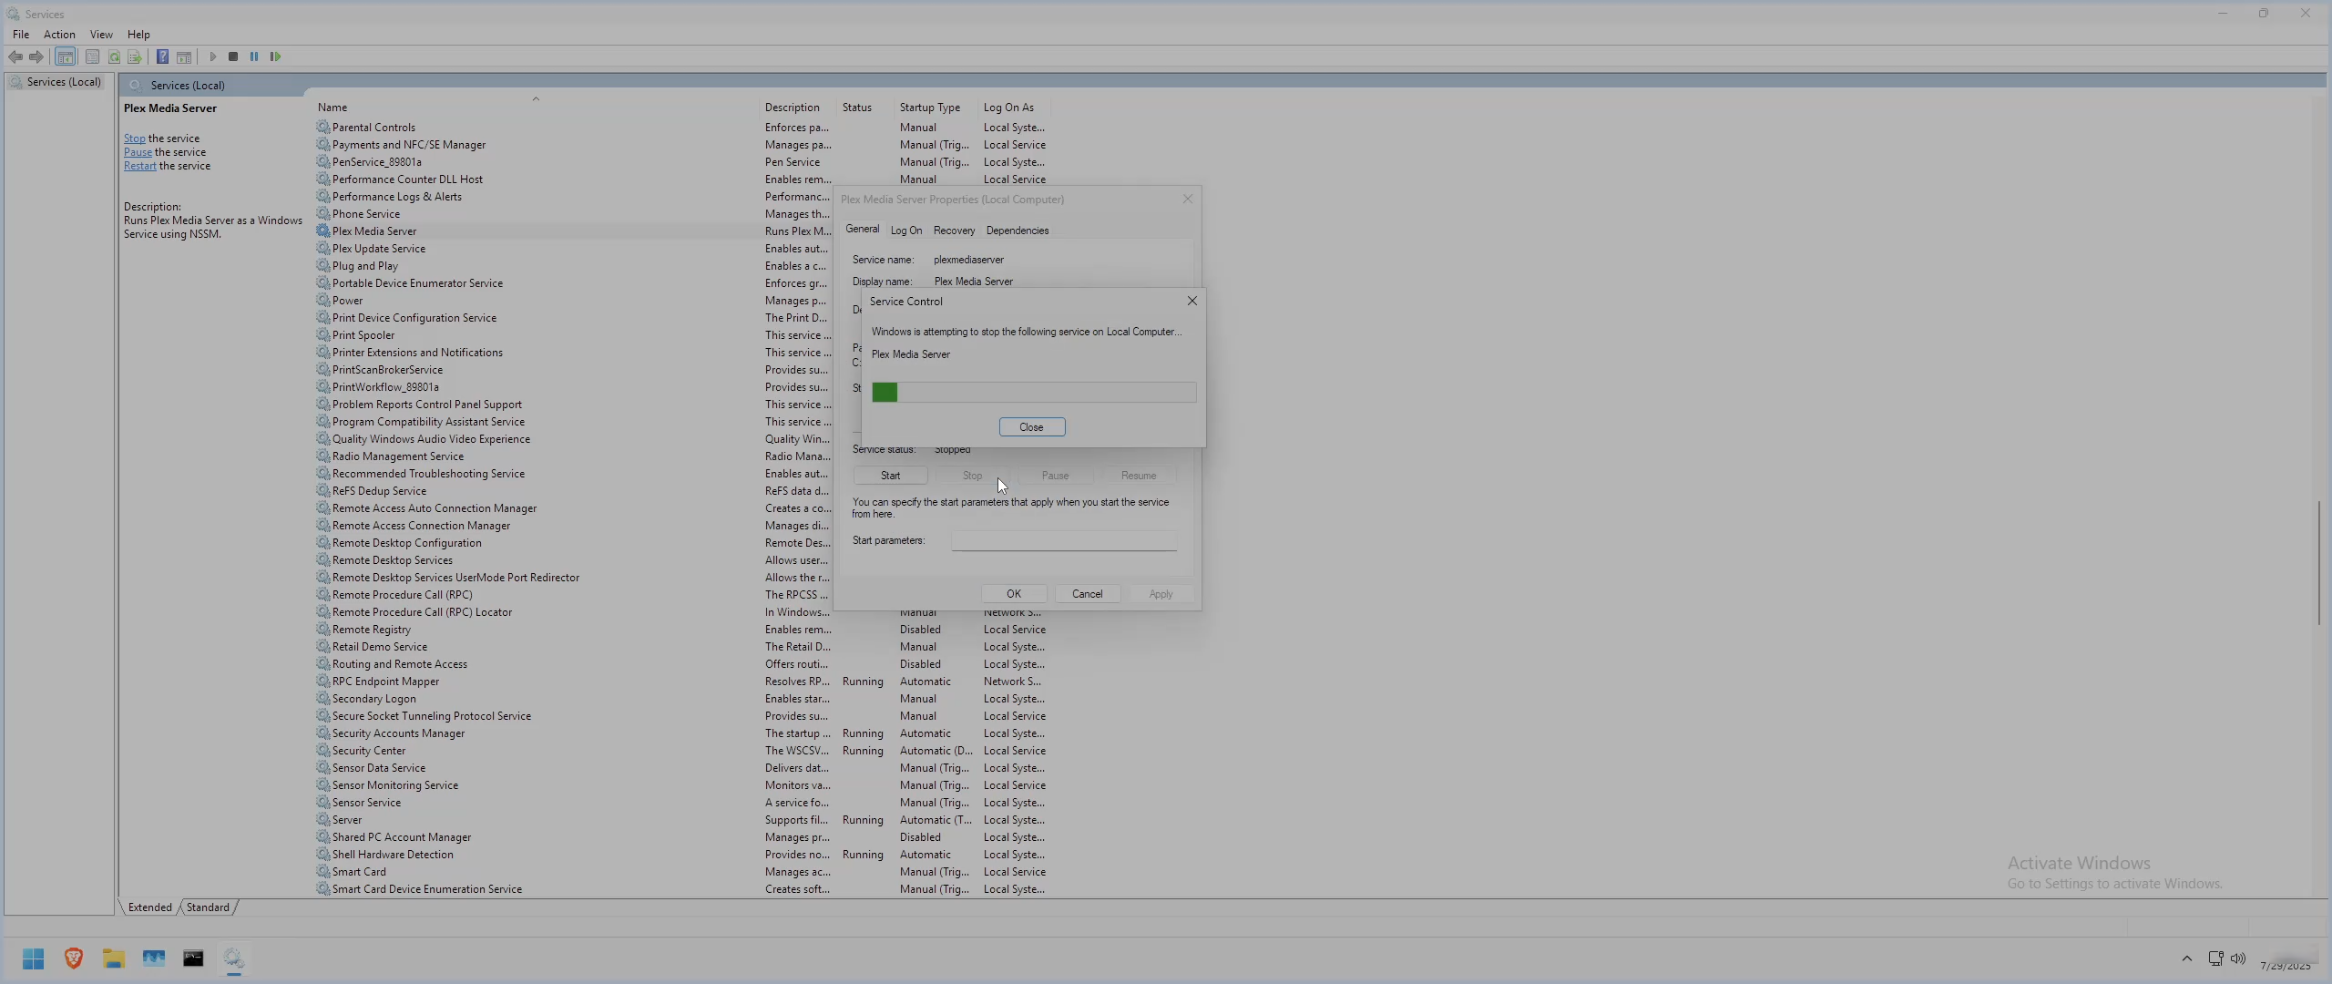 Services
File Action View Help
Services (Local)
Services (Local)
Plex Media Server
Stop the service
Pause the service
Restart the service
Description:
Runs Plex Media Server as a Windows
Service using NSSM.
Name Description Status Startup Type Log On As
Parental Controls Enforces pa... Manual Local Syste...
Payments and NFC/SE Manager Manages pa... Manual (Trig... Local Service
PenService_89801a Pen Service Manual (Trig... Local Syste...
Performance Counter DLL Host Enables rem... Manual Local Service
Performance Logs & Alerts Performanc...
Phone Service Manages th...
Plex Media Server Runs Plex M...
Plex Update Service Enables aut...
Plug and Play Enables a c...
Portable Device Enumerator Service Enforces gr...
Power Manages p...
Print Device Configuration Service The Print D...
Print Spooler This service ...
Printer Extensions and Notifications This service ...
PrintScanBrokerService Provides su...
PrintWorkflow_89801a Provides su...
Problem Reports Control Panel Support This service ...
Program Compatibility Assistant Service This service ...
Quality Windows Audio Video Experience Quality Win...
Radio Management Service Radio Mana...
Recommended Troubleshooting Service Enables aut...
ReFS Dedup Service ReFS data d...
Remote Access Auto Connection Manager Creates a co...
Remote Access Connection Manager Manages di...
Remote Desktop Configuration Remote Des...
Remote Desktop Services Allows user...
Remote Desktop Services UserMode Port Redirector Allows the r...
Remote Procedure Call (RPC) The RPCSS ...
Remote Procedure Call (RPC) Locator In Windows... Manual Network S...
Remote Registry Enables rem... Disabled Local Service
Retail Demo Service The Retail D... Manual Local Syste...
Routing and Remote Access Offers routi... Disabled Local Syste...
RPC Endpoint Mapper Resolves RP... Running Automatic Network S...
Secondary Logon Enables star... Manual Local Syste...
Secure Socket Tunneling Protocol Service Provides su... Manual Local Service
Security Accounts Manager The startup ... Running Automatic Local Syste...
Security Center The WSCSV... Running Automatic (D... Local Service
Sensor Data Service Delivers dat... Manual (Trig... Local Syste...
Sensor Monitoring Service Monitors va... Manual (Trig... Local Service
Sensor Service A service fo... Manual (Trig... Local Syste...
Server Supports fil... Running Automatic (T... Local Syste...
Shared PC Account Manager Manages pr... Disabled Local Syste...
Shell Hardware Detection Provides no... Running Automatic Local Syste...
Smart Card Manages ac... Manual (Trig... Local Service
Smart Card Device Enumeration Service Creates soft... Manual (Trig... Local Syste...
Plex Media Server Properties (Local Computer)
General Log On Recovery Dependencies
Service name: plexmediaserver
Display name: Plex Media Server
De
Pa
C:
St
Service Control
Windows is attempting to stop the following service on Local Computer...
Plex Media Server
Close
Service status: Stopped
Start Stop Pause Resume
You can specify the start parameters that apply when you start the service
from here.
Start parameters:
OK Cancel Apply
Extended Standard
Activate Windows
Go to Settings to activate Windows.
7/29/2025